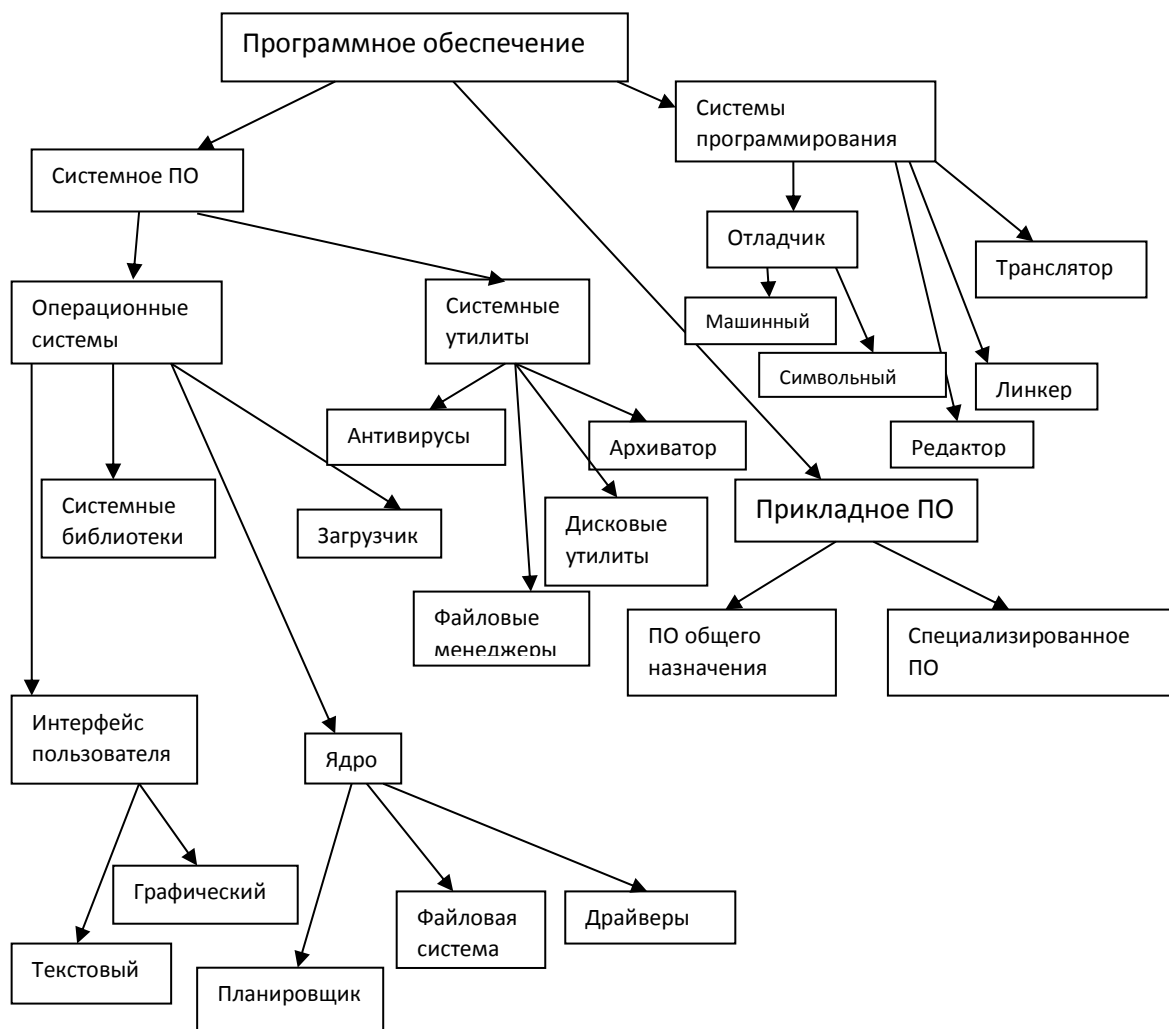 Программное обеспечение
Системы
программирования
Системное ПО
Отладчик
Транслятор
Операционные
системы
Системные
утилиты
Машинный
Символьный
Линкер
Антивирусы
Архиватор
Редактор
Системные
библиотеки
Загрузчик
Дисковые
утилиты
Прикладное ПО
Файловые
менеджеры
ПО общего
назначения
Специализированное
ПО
Интерфейс
пользователя
Ядро
Графический
Файловая
система
Драйверы
Текстовый
Планировщик